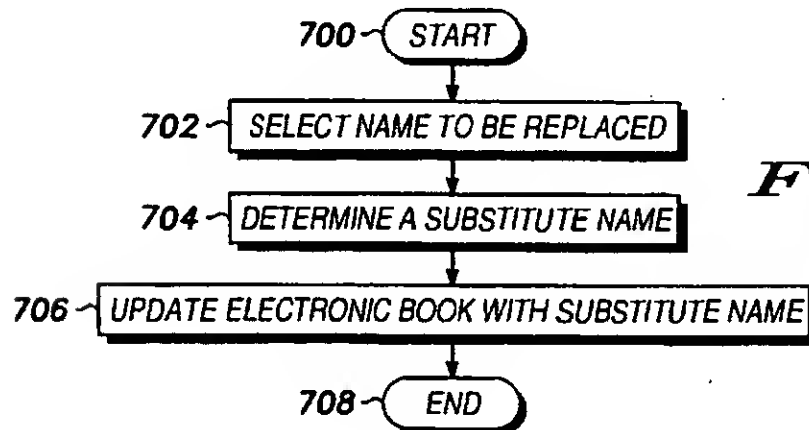 700 START
702 SELECT NAME TO BE REPLACED
F
704 DETERMINE A SUBSTITUTE NAME
706 UPDATE ELECTRONIC BOOK WITH SUBSTITUTE NAME
708 END